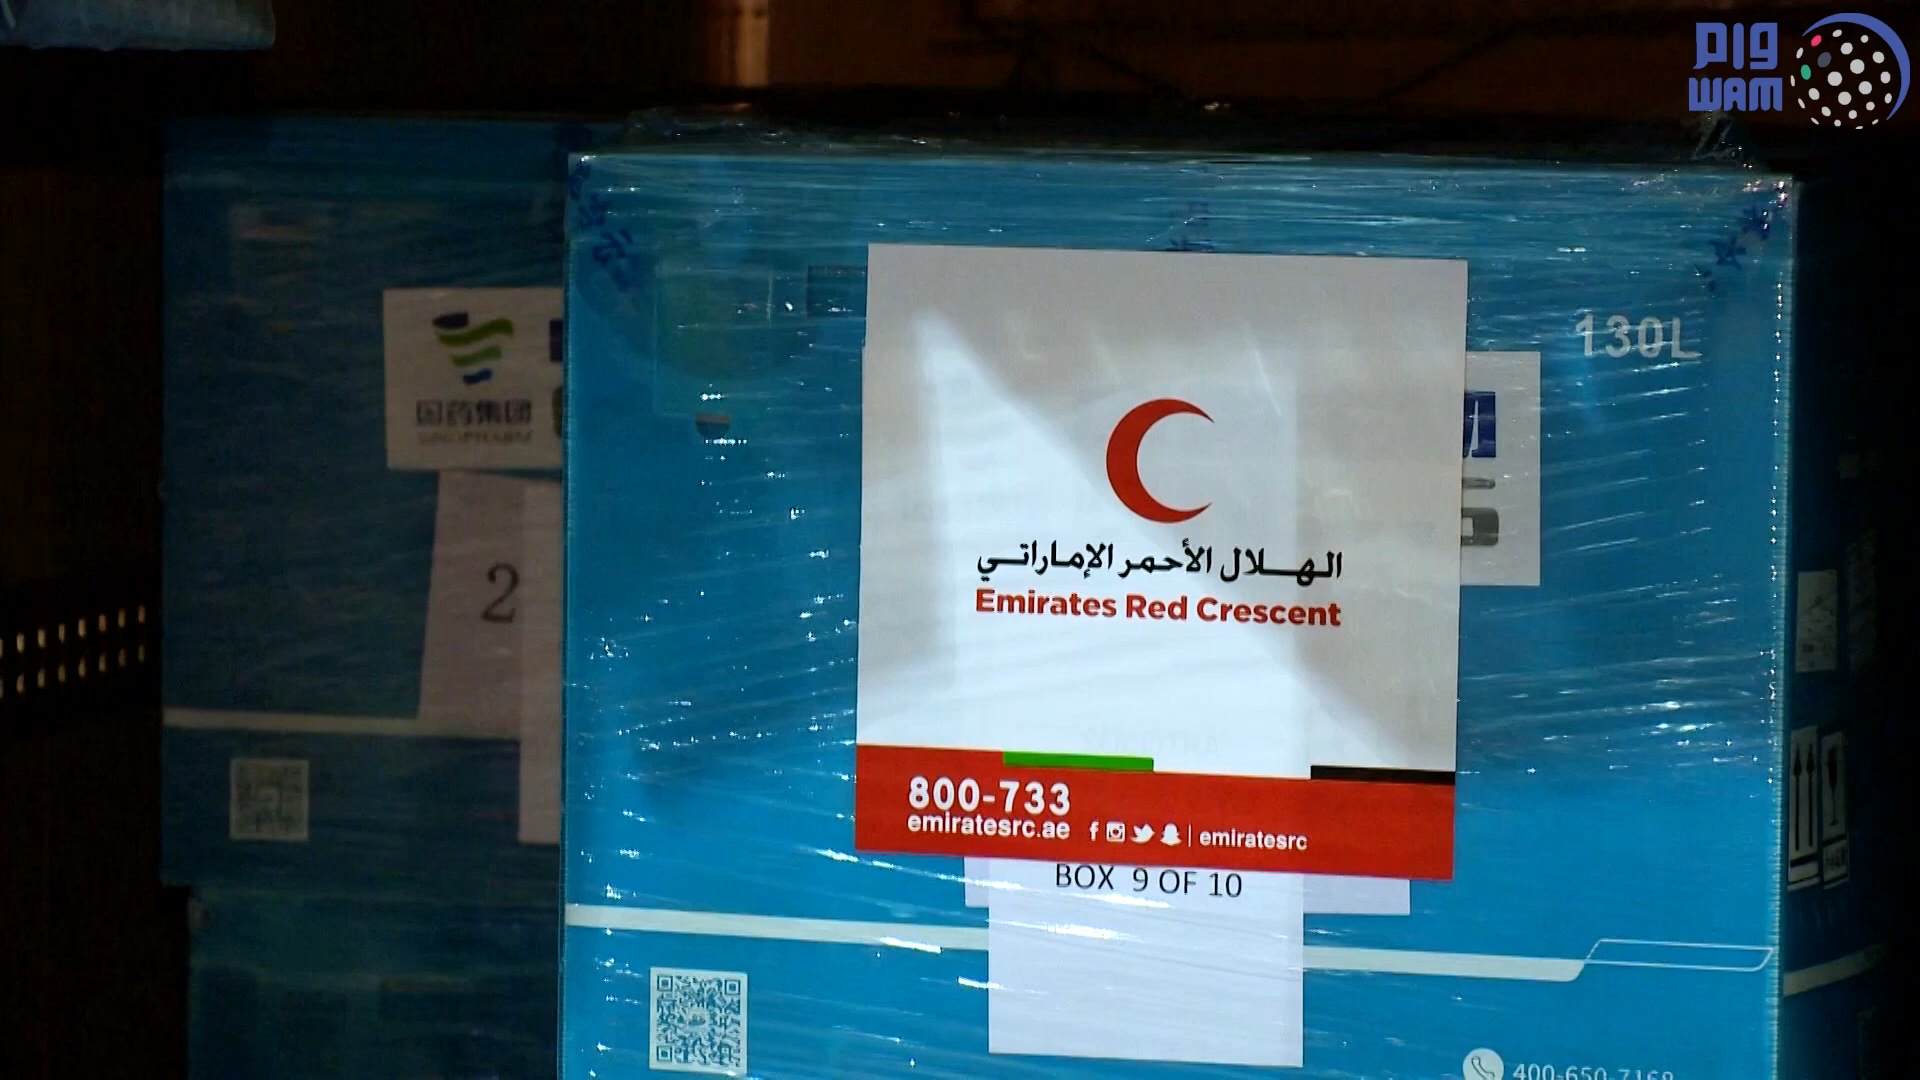 وام
WAM
130L
国药集团
SINOPHARM
2
الهلال الأحمر الإماراتي
Emirates Red Crescent
800-733
emiratesrc.ae
emiratesrc
BOX 9 OF 10
400-650-7168